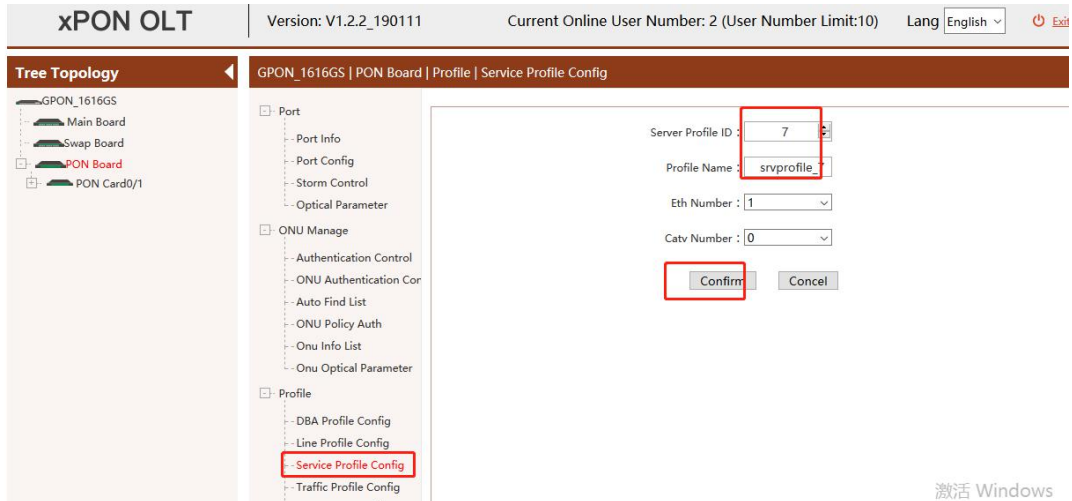 xPON OLT
Version: V1.2.2_190111
Current Online User Number: 2 (User Number Limit:10)
Lang English
Exit
Tree Topology
GPON_1616GS
Main Board
Swap Board
PON Board
PON Card0/1
GPON_1616GS | PON Board | Profile | Service Profile Config
Port
Port Info
Port Config
Storm Control
Optical Parameter
ONU Manage
Authentication Control
ONU Authentication Con
Auto Find List
ONU Policy Auth
Onu Info List
Onu Optical Parameter
Profile
DBA Profile Config
Line Profile Config
Service Profile Config
Traffic Profile Config
Server Profile ID : 7
Profile Name : srvprofile_7
Eth Number : 1
Catv Number : 0
Confirm Concel
激活 Windows